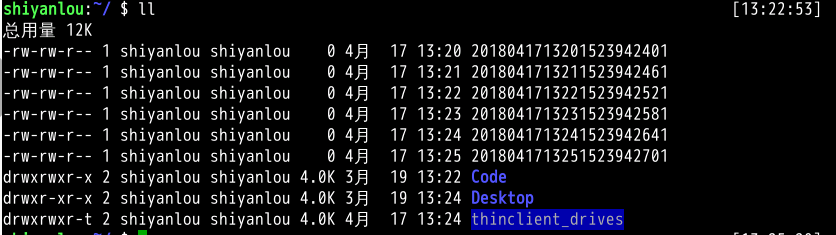 shiyanlou:~/ $ ll [13:22:53]
总用量 12K
-rw-rw-r-- 1 shiyanlou shiyanlou 0 4月 17 13:20 2018041713201523942401
-rw-rw-r-- 1 shiyanlou shiyanlou 0 4月 17 13:21 2018041713211523942461
-rw-rw-r-- 1 shiyanlou shiyanlou 0 4月 17 13:22 2018041713221523942521
-rw-rw-r-- 1 shiyanlou shiyanlou 0 4月 17 13:23 2018041713231523942581
-rw-rw-r-- 1 shiyanlou shiyanlou 0 4月 17 13:24 2018041713241523942641
-rw-rw-r-- 1 shiyanlou shiyanlou 0 4月 17 13:25 2018041713251523942701
drwxrwxr-x 2 shiyanlou shiyanlou 4.0K 3月 19 13:22 Code
drwxr-xr-x 2 shiyanlou shiyanlou 4.0K 3月 19 13:24 Desktop
drwxrwxr-t 2 shiyanlou shiyanlou 4.0K 4月 17 13:24 thinclient_drives